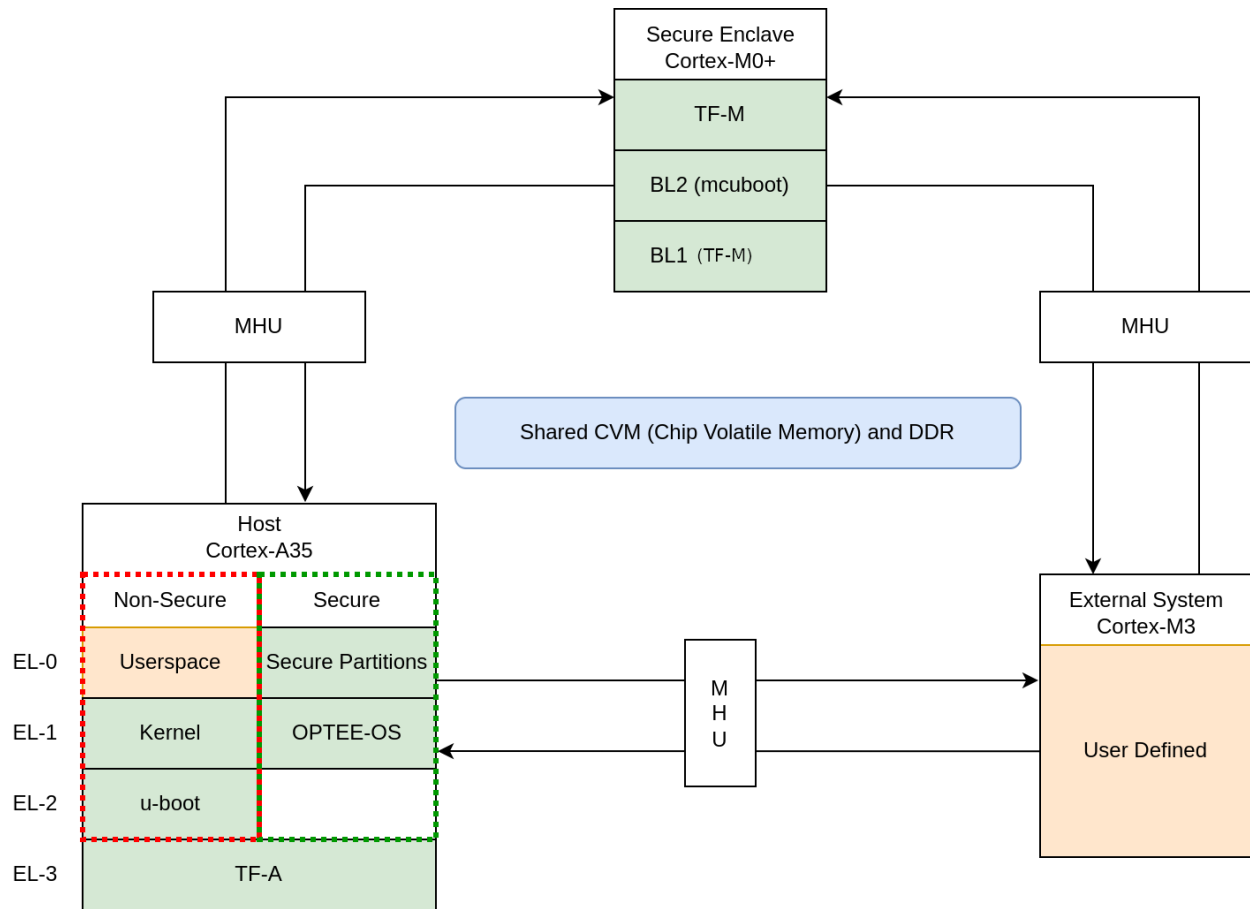 Secure Enclave
Cortex-M0+
TF-M
BL2 (mcuboot)
BL1 (TF-M)
MHU
MHU
Shared CVM (Chip Volatile Memory) and DDR
Host
Cortex-A35
Non-Secure
Secure
External System
Cortex-M3
EL-0
Userspace
Secure Partitions
EL-1
Kernel
OPTEE-OS
M
H
U
User Defined
EL-2
u-boot
EL-3
TF-A